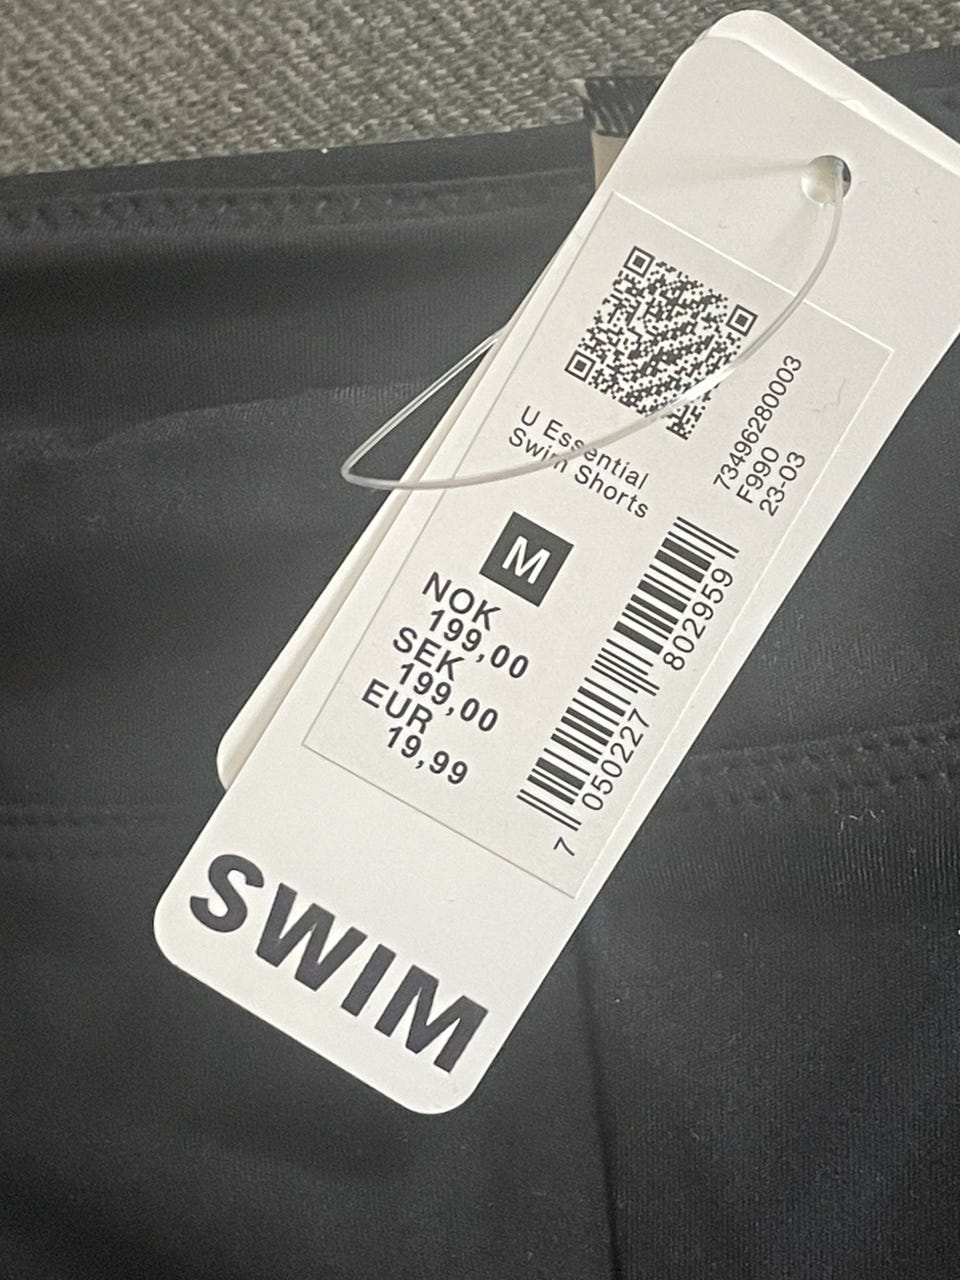 U Essential
Swim Shorts
M
NOK
199,00
SEK
199,00
EUR
19,99
73496280003
F990
23-03
7 050227 802959
SWIM